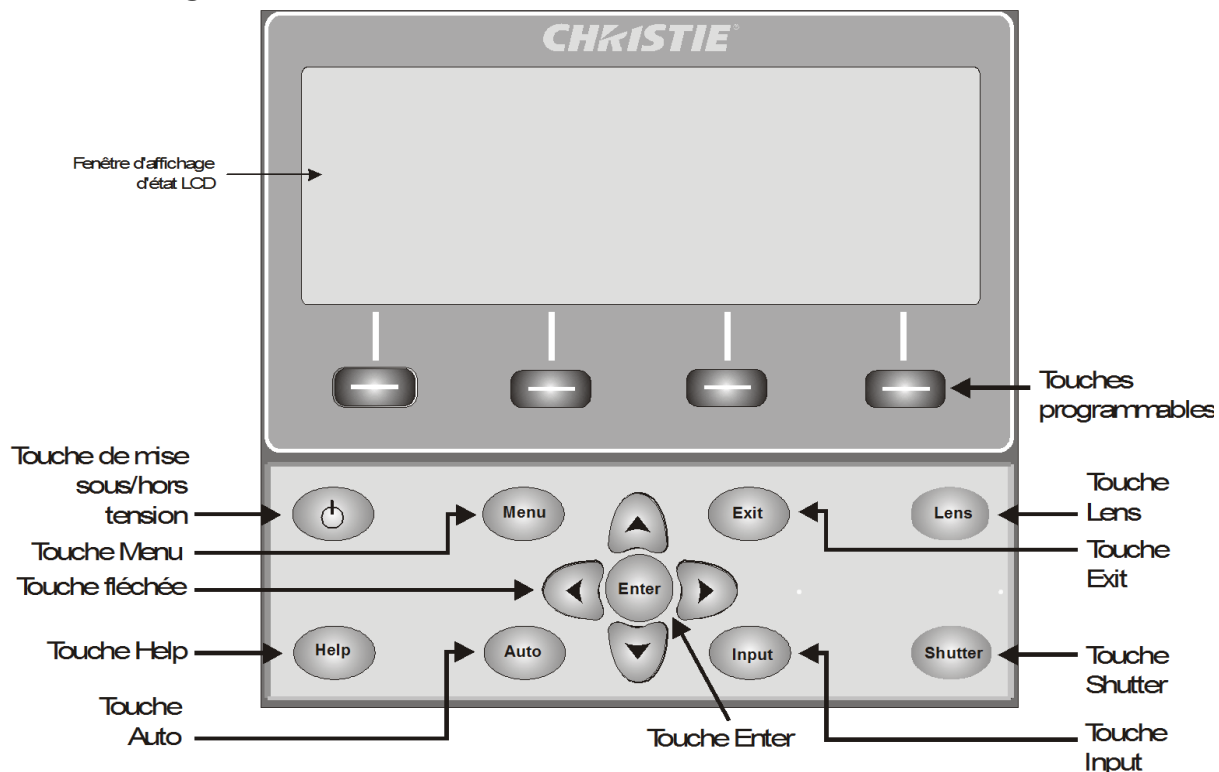 CHRISTIE®
Fenêtre d'affichage
d'état LCD
Touches
programmables
Touche de mise
sous/hors
tension
Menu
Exit
Lens
Touche
Lens
Touche Menu
Touche
Exit
Touche fléchée
Enter
Touche Help
Help
Auto
Input
Shutter
Touche
Shutter
Touche
Auto
Touche Enter
Touche
Input